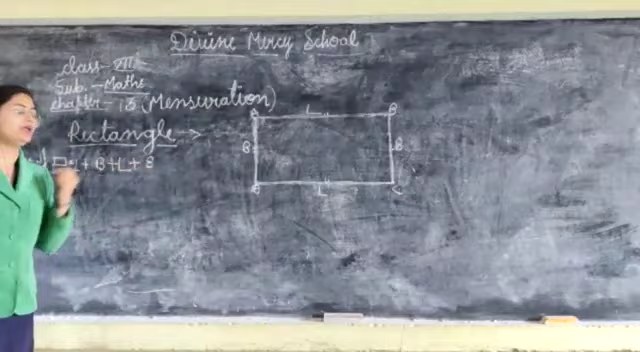 Divine Mercy School
Class - VII
Sub. - Maths
Chapter - 13 (Mensuration)
Rectangle →
L + B + L + B
L
B
B
B
L
C